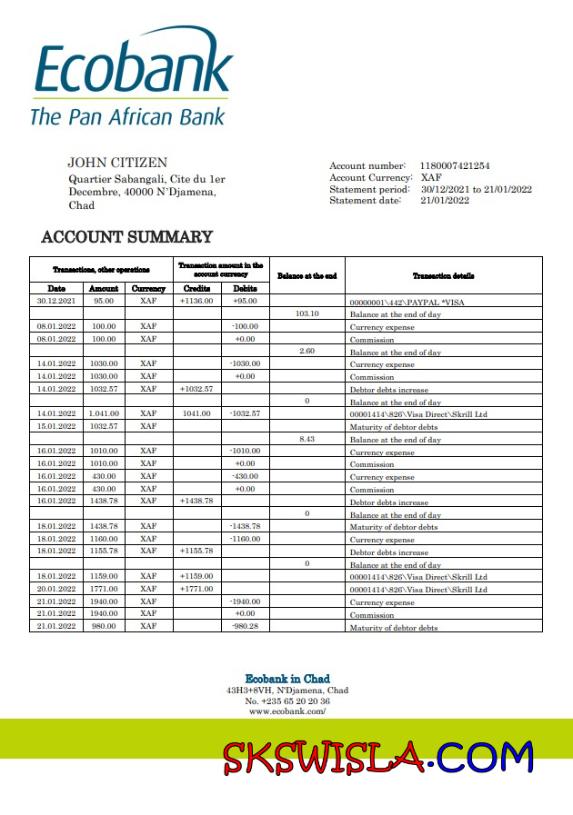 Ecobank
The Pan African Bank
JOHN CITIZEN
Quartier Sabangali, Cite du 1er
Decembre, 40000 N`Djamena,
Chad
Account number: 1180007421254
Account Currency: XAF
Statement period: 30/12/2021 to 21/01/2022
Statement date: 21/01/2022
ACCOUNT SUMMARY
Transactions, other operations Transaction amount in the account currency Balance at the end Transaction details
Date Amount Currency Credits Debits
30.12.2021 95.00 XAF +1136.00 +95.00 00000001\442\PAYPAL *VISA
103.10 Balance at the end of day
08.01.2022 100.00 XAF -100.00 Currency expense
08.01.2022 100.00 XAF +0.00 Commission
2.60 Balance at the end of day
14.01.2022 1030.00 XAF -1030.00 Currency expense
14.01.2022 1030.00 XAF +0.00 Commission
14.01.2022 1032.57 XAF +1032.57 Debtor debts increase
0 Balance at the end of day
14.01.2022 1.041.00 XAF 1041.00 -1032.57 00001414\826\Visa Direct\Skrill Ltd
15.01.2022 1032.57 XAF Maturity of debtor debts
8.43 Balance at the end of day
16.01.2022 1010.00 XAF -1010.00 Currency expense
16.01.2022 1010.00 XAF +0.00 Commission
16.01.2022 430.00 XAF -430.00 Currency expense
16.01.2022 430.00 XAF +0.00 Commission
16.01.2022 1438.78 XAF +1438.78 Debtor debts increase
0 Balance at the end of day
18.01.2022 1438.78 XAF -1438.78 Maturity of debtor debts
18.01.2022 1160.00 XAF -1160.00 Currency expense
18.01.2022 1155.78 XAF +1155.78 Debtor debts increase
0 Balance at the end of day
18.01.2022 1159.00 XAF +1159.00 00001414\826\Visa Direct\Skrill Ltd
20.01.2022 1771.00 XAF +1771.00 00001414\826\Visa Direct\Skrill Ltd
21.01.2022 1940.00 XAF -1940.00 Currency expense
21.01.2022 1940.00 XAF +0.00 Commission
21.01.2022 980.00 XAF -980.28 Maturity of debtor debts
Ecobank in Chad
43H3+8VH, N'Djamena, Chad
No. +235 65 20 20 36
www.ecobank.com/
SKSWISLA.COM